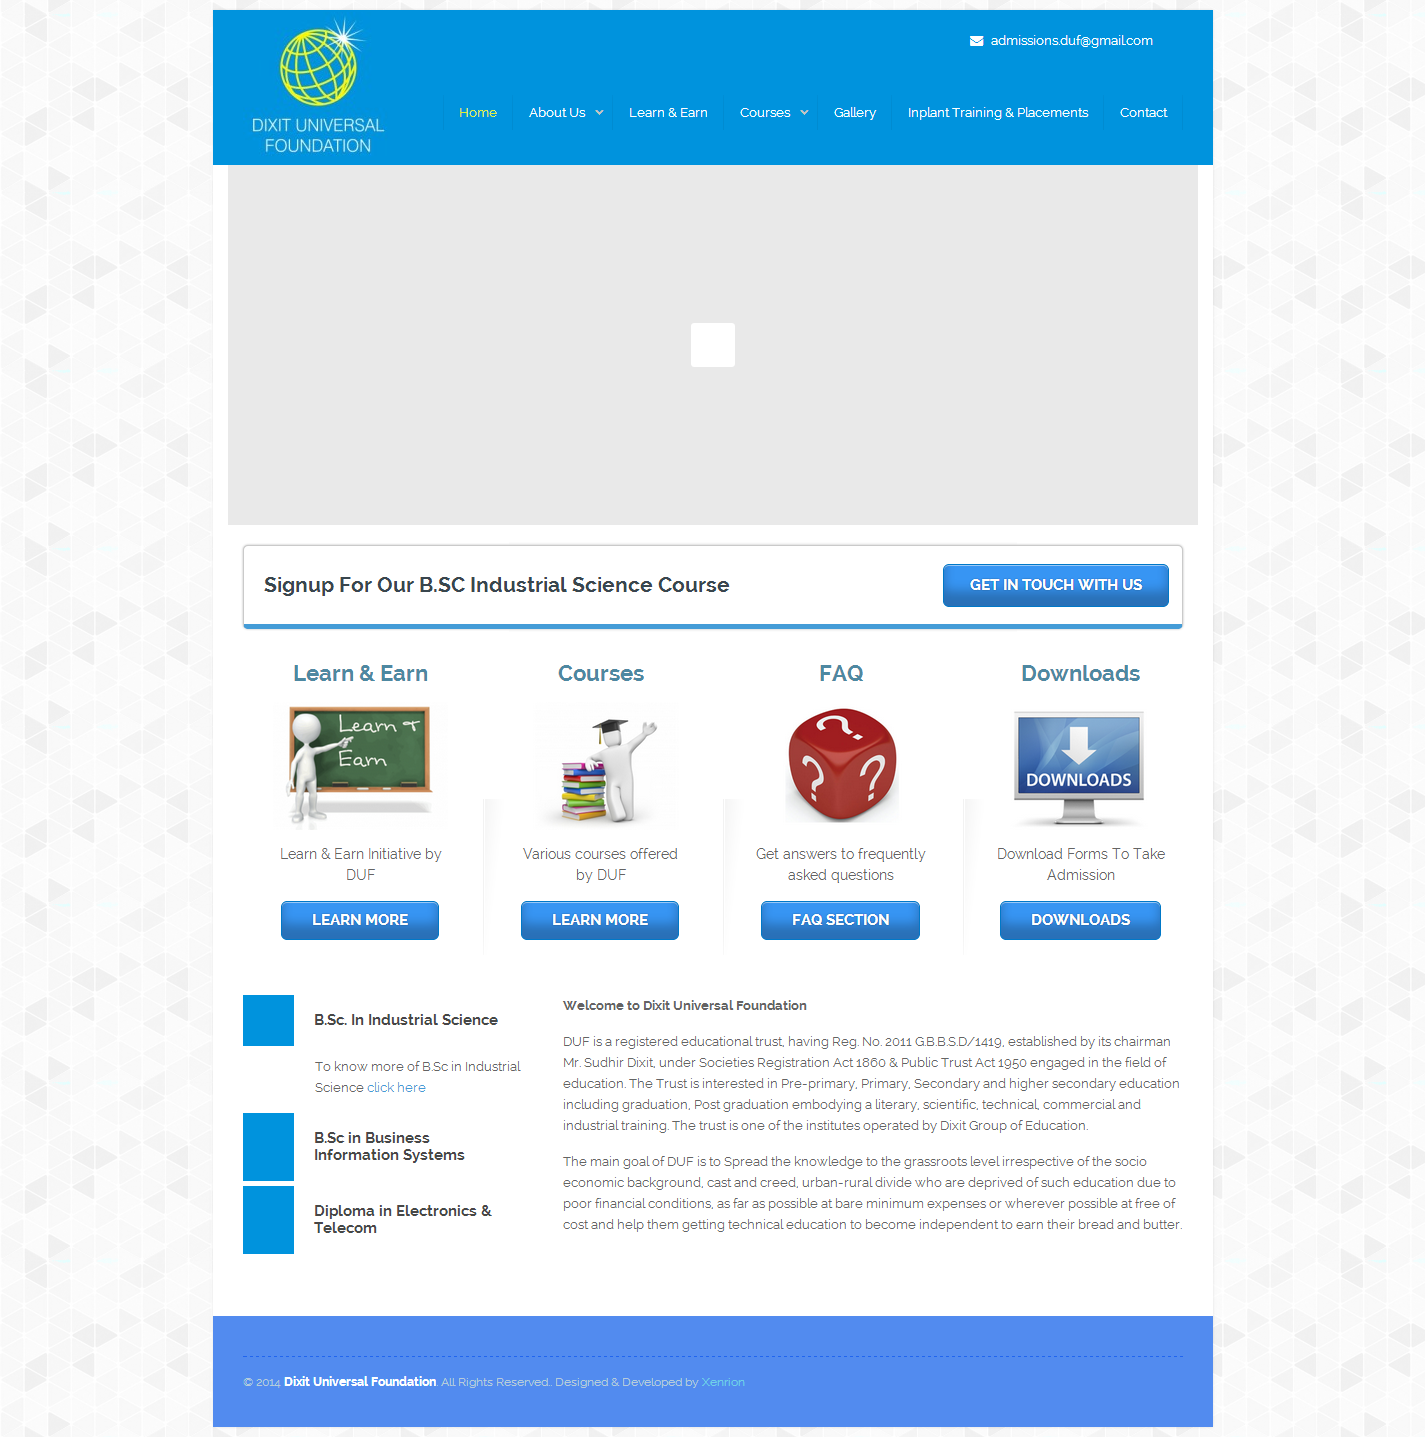 DIXIT UNIVERSAL
FOUNDATION
admissions.duf@gmail.com
Home
About Us
Learn & Earn
Courses
Gallery
Inplant Training & Placements
Contact
Signup For Our B.SC Industrial Science Course
GET IN TOUCH WITH US
Learn & Earn
Learn &
Earn
Learn & Earn Initiative by
DUF
LEARN MORE
Courses
Various courses offered
by DUF
LEARN MORE
FAQ
? ? ?
Get answers to frequently
asked questions
FAQ SECTION
Downloads
DOWNLOADS
Download Forms To Take
Admission
DOWNLOADS
B.Sc. In Industrial Science
To know more of B.Sc in Industrial
Science click here
B.Sc in Business
Information Systems
Diploma in Electronics &
Telecom
Welcome to Dixit Universal Foundation
DUF is a registered educational trust, having Reg. No. 2011 G.B.B.S.D/1419, established by its chairman
Mr. Sudhir Dixit, under Societies Registration Act 1860 & Public Trust Act 1950 engaged in the field of
education. The Trust is interested in Pre-primary, Primary, Secondary and higher secondary education
including graduation, Post graduation embodying a literary, scientific, technical, commercial and
industrial training. The trust is one of the institutes operated by Dixit Group of Education.
The main goal of DUF is to Spread the knowledge to the grassroots level irrespective of the socio
economic background, cast and creed, urban-rural divide who are deprived of such education due to
poor financial conditions, as far as possible at bare minimum expenses or wherever possible at free of
cost and help them getting technical education to become independent to earn their bread and butter.
© 2014 Dixit Universal Foundation. All Rights Reserved.. Designed & Developed by Xenrion